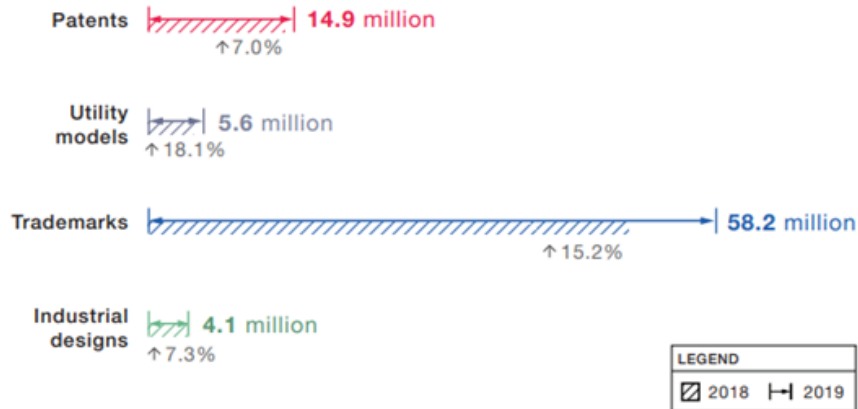 Patents 14.9 million
↑7.0%
Utility
models 5.6 million
↑18.1%
Trademarks 58.2 million
↑15.2%
Industrial
designs 4.1 million
↑7.3%
LEGEND
2018 2019